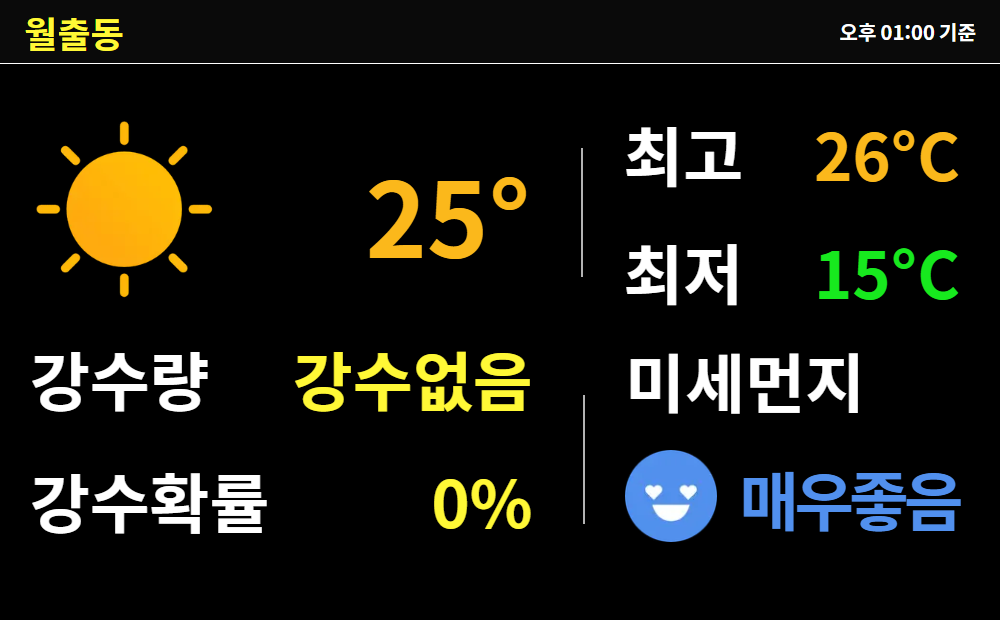 월출동
오후 01:00 기준
25°
최고 26°C
최저 15°C
강수량 강수없음
강수확률 0%
미세먼지
매우좋음